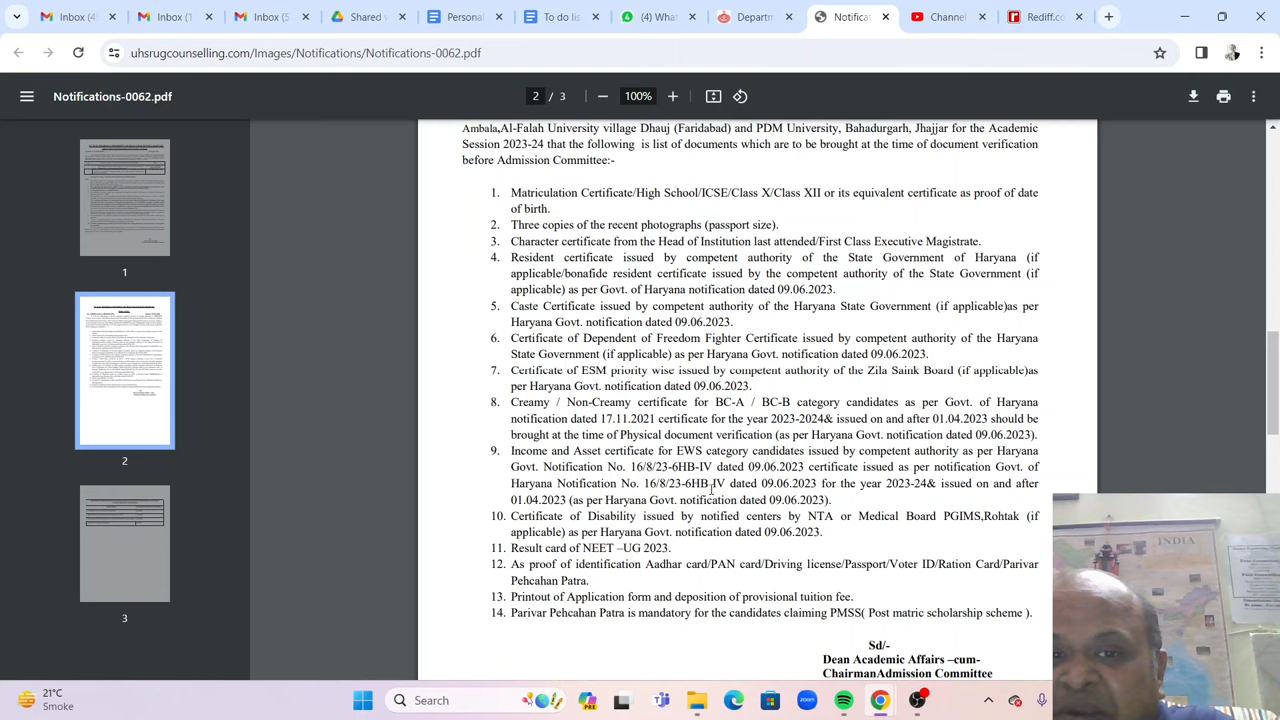 Inbox (4
Inbox (1
Inbox (5
Shared v
Personal
To do lis
(4) What
Departm
Notificat
Channel
Rediff.co
uhsrugcounselling.com/Images/Notifications/Notifications-0062.pdf
Notifications-0062.pdf
2 / 3
100%
1
2
3
Ambala,Al-Falah University village Dhauj (Faridabad) and PDM University, Bahadurgarh, Jhajjar for the Academic
Session 2023-24 that the following is list of documents which are to be brought at the time of document verification
before Admission Committee:-
1. Matriculation Certificate/High School/ICSE/Class X/Class XII or its equivalent certificate as proof of date
of birth.
2. Three copies of the recent photographs (passport size).
3. Character certificate from the Head of Institution last attended/First Class Executive Magistrate.
4. Resident certificate issued by competent authority of the State Government of Haryana (if
applicable/bonafide resident certificate issued by the competent authority of the State Government (if
applicable) as per Govt. of Haryana notification dated 09.06.2023.
5. Caste Certificate issued by competent authority of the Haryana State Government (if applicable)as per
Haryana Govt. notification dated 09.06.2023.
6. Certificate of Dependent of Freedom Fighter Certificate issued by competent authority of the Haryana
State Government (if applicable) as per Haryana Govt. notification dated 09.06.2023.
7. Certificate of ESM priority wise issued by competent authority of the Zila Saink Board (if applicable)as
per Haryana Govt. notification dated 09.06.2023.
8. Creamy / Non-Creamy certificate for BC-A / BC-B category candidates as per Govt. of Haryana
notification dated 17.11.2021 certificate for the year 2023-2024& issued on and after 01.04.2023 should be
brought at the time of Physical document verification (as per Haryana Govt. notification dated 09.06.2023).
9. Income and Asset certificate for EWS category candidates issued by competent authority as per Haryana
Govt. Notification No. 16/8/23-6HB-IV dated 09.06.2023 certificate issued as per notification Govt. of
Haryana Notification No. 16/8/23-6HB-IV dated 09.06.2023 for the year 2023-24& issued on and after
01.04.2023 (as per Haryana Govt. notification dated 09.06.2023).
10. Certificate of Disability issued by notified centers by NTA or Medical Board PGIMS,Rohtak (if
applicable) as per Haryana Govt. notification dated 09.06.2023.
11. Result card of NEET –UG 2023.
12. As proof of identification Aadhar card/PAN card/Driving license/Passport/Voter ID/Ration Card/Parivar
Pehcahan Patra.
13. Printout of Application form and deposition of provisional tuition fee.
14. Parivar Pehcahan Patra is mandatory for the candidates claiming PMSS( Post matric scholarship scheme ).
Sd/-
Dean Academic Affairs –cum-
ChairmanAdmission Committee
INDIA
21°C
Smoke
Search